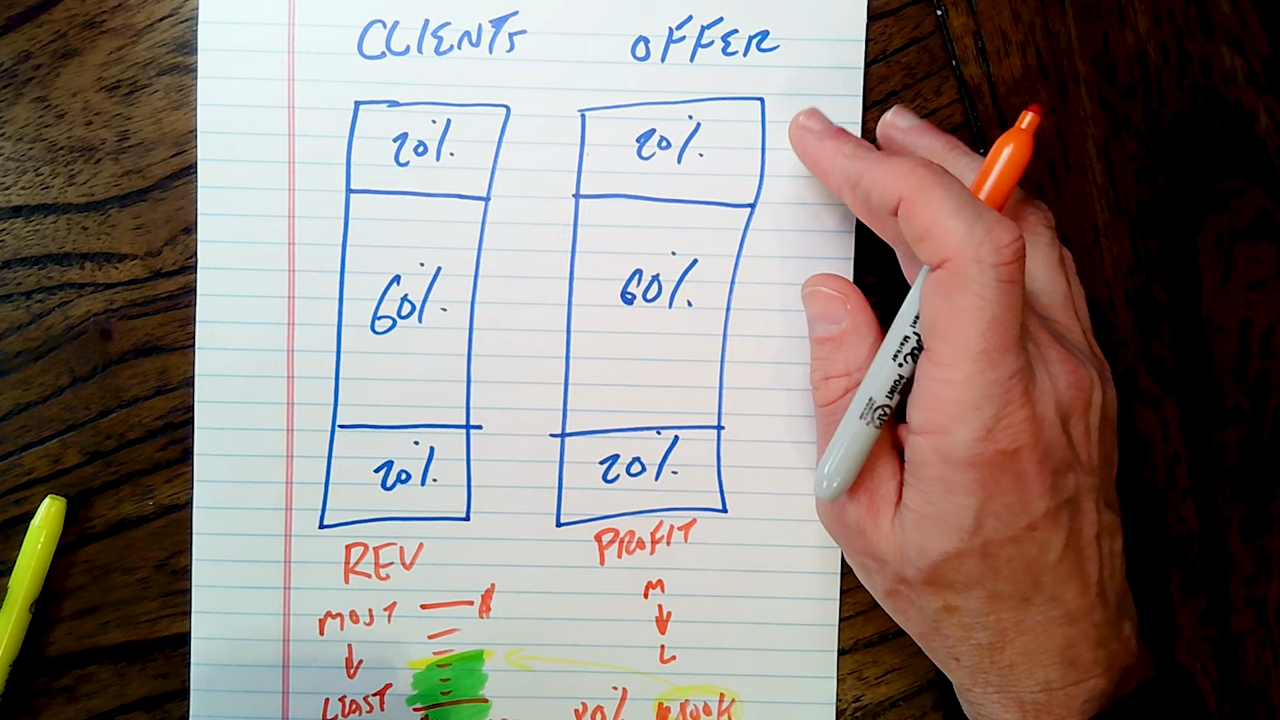 CLIENTS OFFER
20% 20%
60% 60%
20% 20%
REV PROFIT
MOST $ M
LEAST L